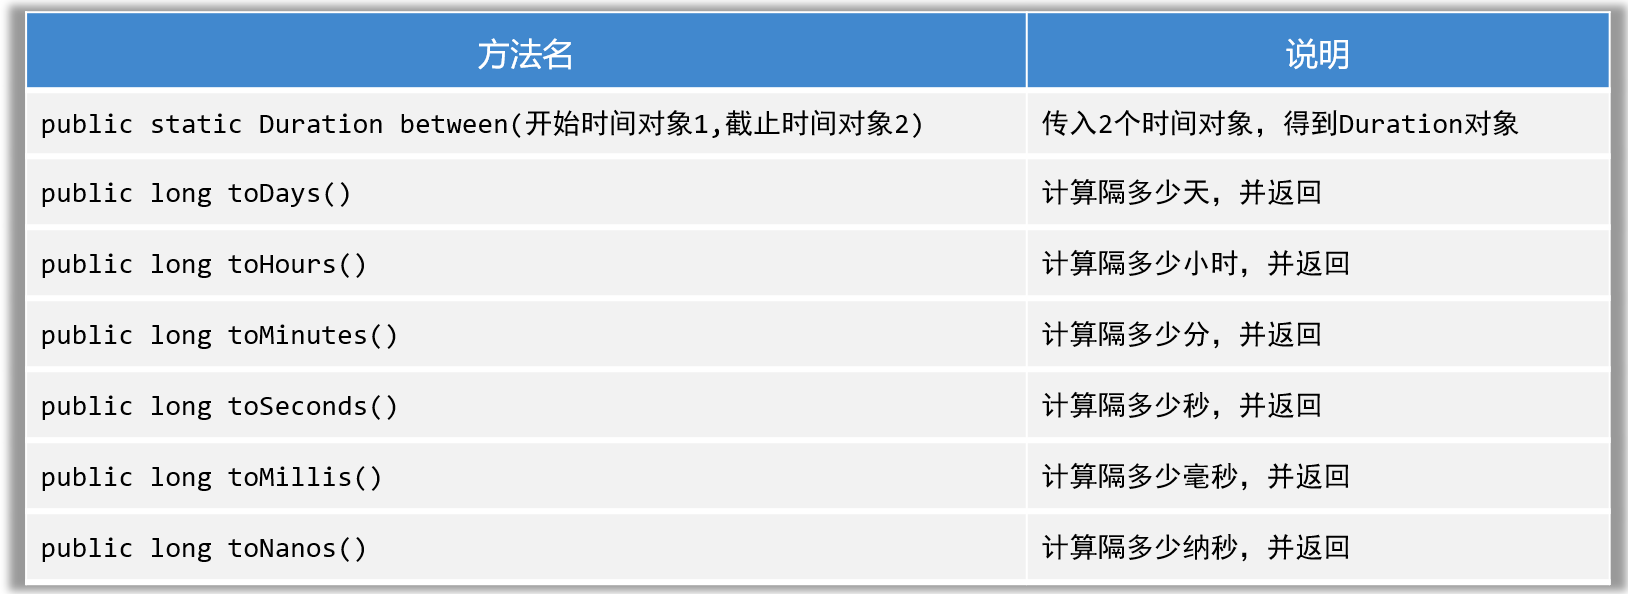 方法名 说明
public static Duration between(开始时间对象1,截止时间对象2) 传入2个时间对象，得到Duration对象
public long toDays() 计算隔多少天，并返回
public long toHours() 计算隔多少小时，并返回
public long toMinutes() 计算隔多少分，并返回
public long toSeconds() 计算隔多少秒，并返回
public long toMillis() 计算隔多少毫秒，并返回
public long toNanos() 计算隔多少纳秒，并返回